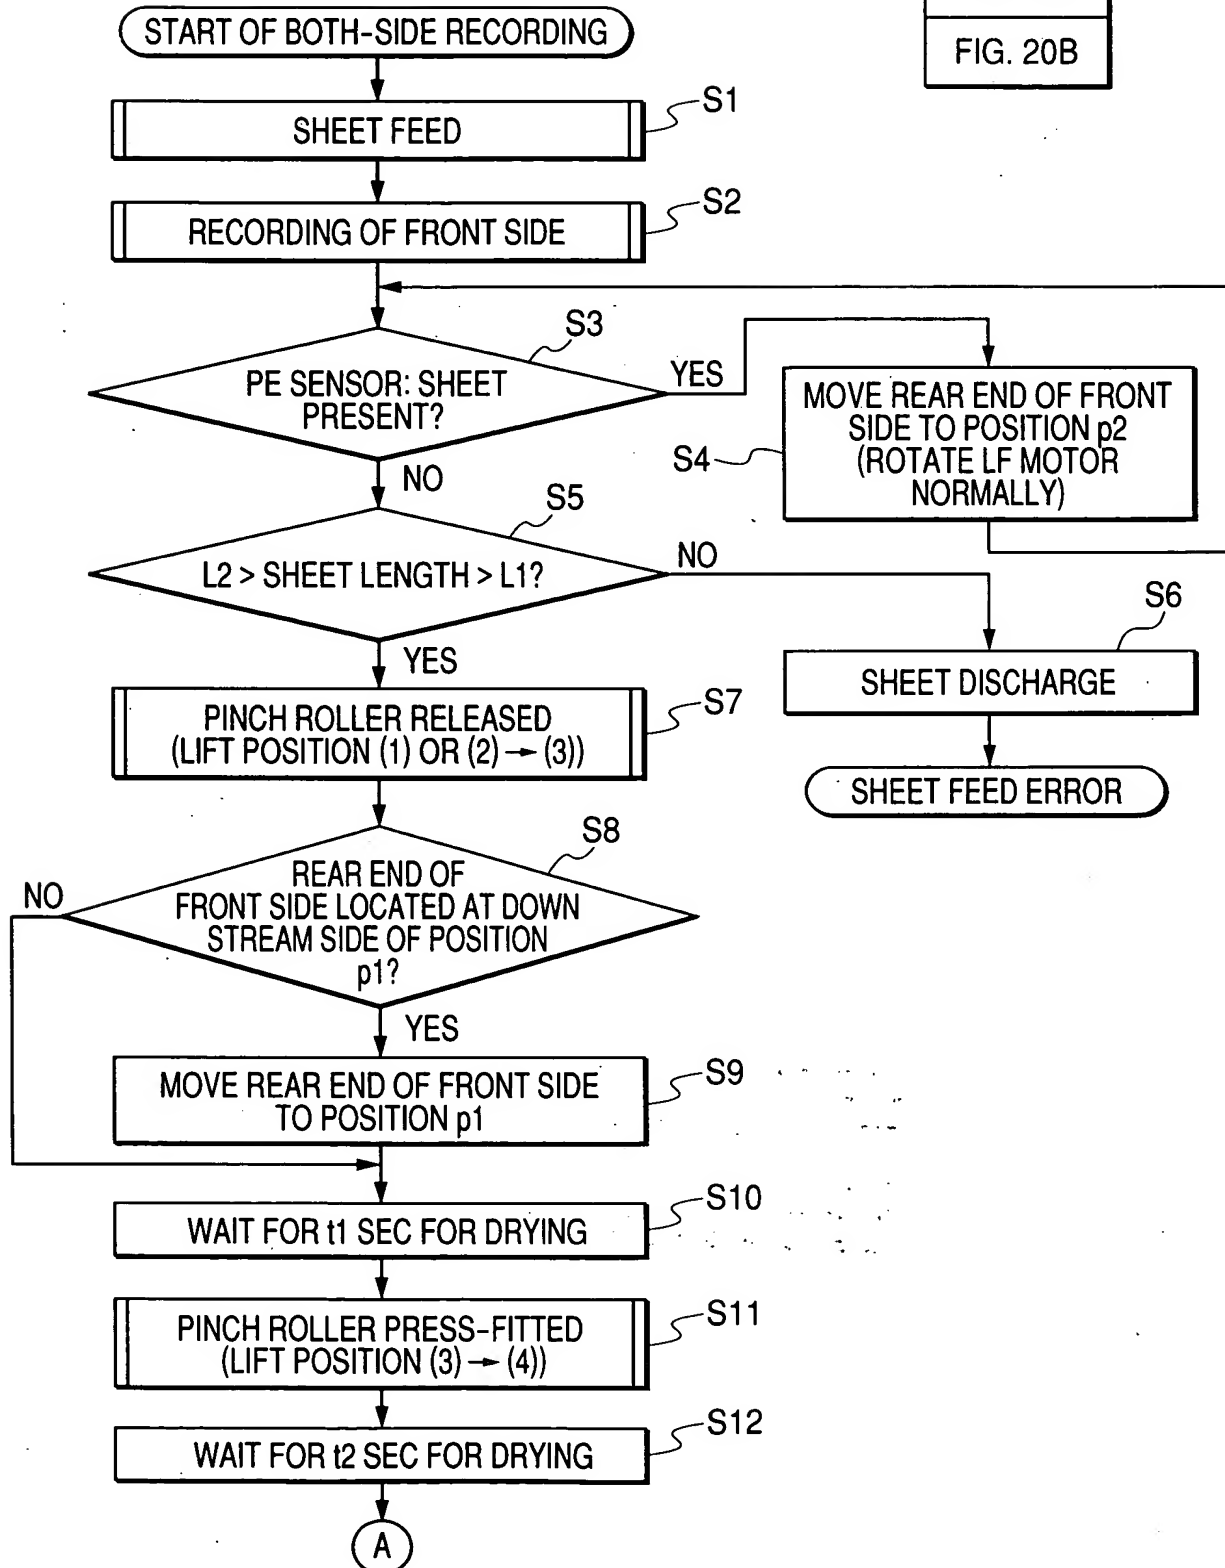 START OF BOTH-SIDE RECORDING
FIG. 20B
S1
SHEET FEED
S2
RECORDING OF FRONT SIDE
S3
PE SENSOR: SHEET
PRESENT?
YES
NO
S4
MOVE REAR END OF FRONT
SIDE TO POSITION p2
(ROTATE LF MOTOR
NORMALLY)
S5
L2 > SHEET LENGTH > L1?
NO
YES
S6
SHEET DISCHARGE
SHEET FEED ERROR
S7
PINCH ROLLER RELEASED
(LIFT POSITION (1) OR (2) → (3))
S8
REAR END OF
FRONT SIDE LOCATED AT DOWN
STREAM SIDE OF POSITION
p1?
NO
YES
S9
MOVE REAR END OF FRONT SIDE
TO POSITION p1
S10
WAIT FOR t1 SEC FOR DRYING
S11
PINCH ROLLER PRESS-FITTED
(LIFT POSITION (3) → (4))
S12
WAIT FOR t2 SEC FOR DRYING
A